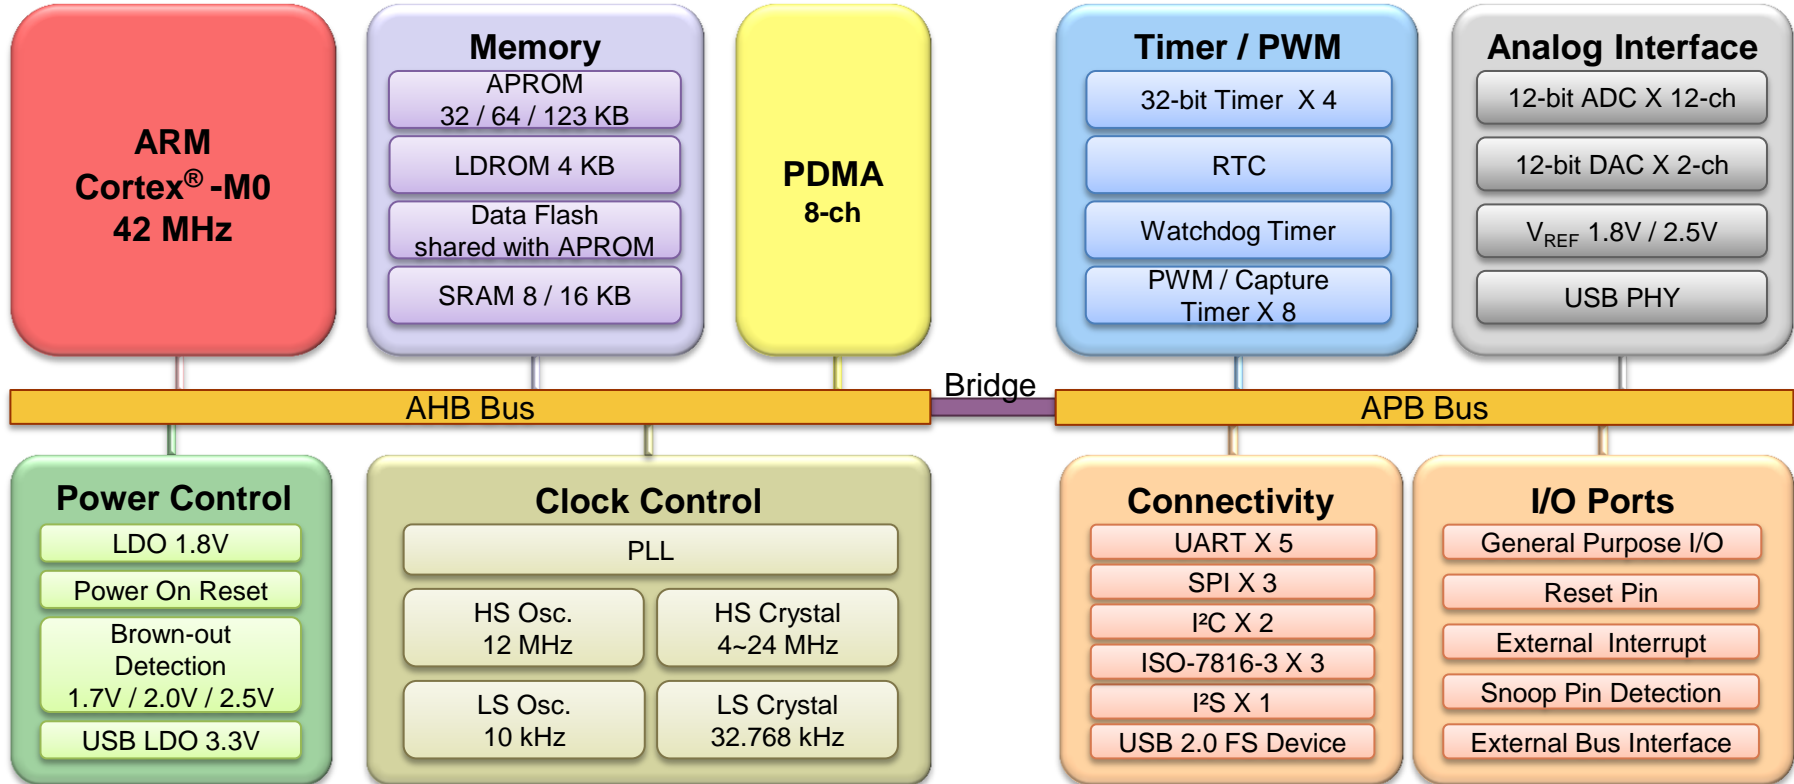 ARM
Cortex® -M0
42 MHz
Memory
APROM
32 / 64 / 123 KB
LDROM 4 KB
Data Flash
shared with APROM
SRAM 8 / 16 KB
PDMA
8-ch
Timer / PWM
32-bit Timer  X 4
RTC
Watchdog Timer
PWM / Capture
Timer X 8
Analog Interface
12-bit ADC X 12-ch
12-bit DAC X 2-ch
VREF 1.8V / 2.5V
USB PHY
AHB Bus
Bridge
APB Bus
Power Control
LDO 1.8V
Power On Reset
Brown-out
Detection
1.7V / 2.0V / 2.5V
USB LDO 3.3V
Clock Control
PLL
HS Osc.
12 MHz
HS Crystal
4~24 MHz
LS Osc.
10 kHz
LS Crystal
32.768 kHz
Connectivity
UART X 5
SPI X 3
I²C X 2
ISO-7816-3 X 3
I²S X 1
USB 2.0 FS Device
I/O Ports
General Purpose I/O
Reset Pin
External  Interrupt
Snoop Pin Detection
External Bus Interface